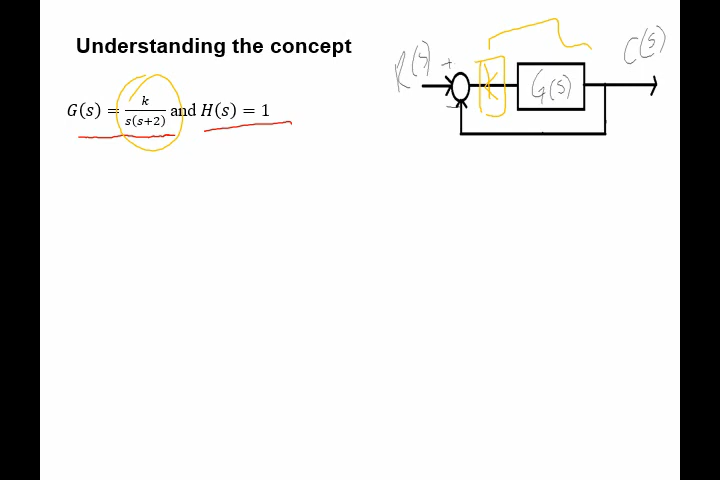 Understanding the concept
G(s) = k/s(s+2) and H(s) = 1
R(s) + K G(s) C(s)
−